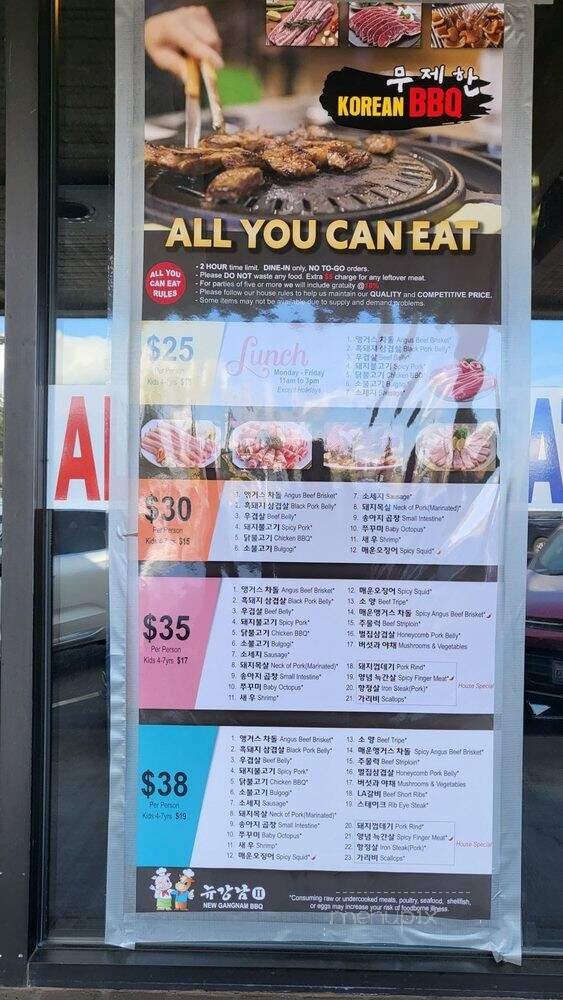 무제한
KOREAN BBQ
ALL YOU CAN EAT
ALL YOU
CAN EAT
RULES
- 2 HOUR time limit. DINE-IN only, NO TO-GO orders.
- Please DO NOT waste any food. Extra $5 charge for any leftover meat.
- For parties of five or more we will include gratuity @18%
- Please follow our house rules to help us maintain our QUALITY and COMPETITIVE PRICE.
- Some items may not be available due to supply and demand problems.
$25
Per Person
Kids 4-7yrs
Lunch
Monday - Friday
11am to 3pm
Except Holidays
1. 앵거스 차돌 Angus Beef Brisket*
2. 흑돼지 삼겹살 Black Pork Belly*
3. 우겹살 Beef Belly*
4. 돼지불고기 Spicy Pork*
5. 닭불고기 Chicken BBQ*
6. 소불고기 Bulgogi*
7. 소세지 Sausage*
A
$30
Per Person
Kids 4-7yrs $15
1. 앵거스 차돌 Angus Beef Brisket*
2. 흑돼지 삼겹살 Black Pork Belly*
3. 우겹살 Beef Belly*
4. 돼지불고기 Spicy Pork*
5. 닭불고기 Chicken BBQ*
6. 소불고기 Bulgogi*
7. 소세지 Sausage*
8. 돼지목살 Neck of Pork(Marinated)*
9. 송아지 곱창 Small Intestine*
10. 쭈꾸미 Baby Octopus*
11. 새 우 Shrimp*
12. 매운오징어 Spicy Squid*
$35
Per Person
Kids 4-7yrs $17
1. 앵거스 차돌 Angus Beef Brisket*
2. 흑돼지 삼겹살 Black Pork Belly*
3. 우겹살 Beef Belly*
4. 돼지불고기 Spicy Pork*
5. 닭불고기 Chicken BBQ*
6. 소불고기 Bulgogi*
7. 소세지 Sausage*
8. 돼지목살 Neck of Pork(Marinated)*
9. 송아지 곱창 Small Intestine*
10. 쭈꾸미 Baby Octopus*
11. 새 우 Shrimp*
12. 매운오징어 Spicy Squid*
13. 소 양 Beef Tripe*
14. 매운앵거스 차돌 Spicy Angus Beef Brisket*
15. 주물럭 Beef Striploin*
16. 벌집삼겹살 Honeycomb Pork Belly*
17. 버섯과 야채 Mushrooms & Vegetables
18. 돼지껍데기 Pork Rind*
19. 양념 늑간살 Spicy Finger Meat*
20. 항정살 Iron Steak(Pork)*
21. 가리비 Scallops*
House Special
$38
Per Person
Kids 4-7yrs $19
1. 앵거스 차돌 Angus Beef Brisket*
2. 흑돼지 삼겹살 Black Pork Belly*
3. 우겹살 Beef Belly*
4. 돼지불고기 Spicy Pork*
5. 닭불고기 Chicken BBQ*
6. 소불고기 Bulgogi*
7. 소세지 Sausage*
8. 돼지목살 Neck of Pork(Marinated)*
9. 송아지 곱창 Small Intestine*
10. 쭈꾸미 Baby Octopus*
11. 새 우 Shrimp*
12. 매운오징어 Spicy Squid*
13. 소 양 Beef Tripe*
14. 매운앵거스 차돌 Spicy Angus Beef Brisket*
15. 주물럭 Beef Striploin*
16. 벌집삼겹살 Honeycomb Pork Belly*
17. 버섯과 야채 Mushrooms & Vegetables
18. LA갈비 Beef Short Ribs*
19. 스테이크 Rib Eye Steak*
20. 돼지껍데기 Pork Rind*
21. 양념 늑간살 Spicy Finger Meat*
22. 항정살 Iron Steak(Pork)*
23. 가리비 Scallops*
House Special
뉴강남 II
NEW GANGNAM BBQ
*Consuming raw or undercooked meats, poultry, seafood, shellfish,
or eggs may increase your risk of foodborne illness.
menupix